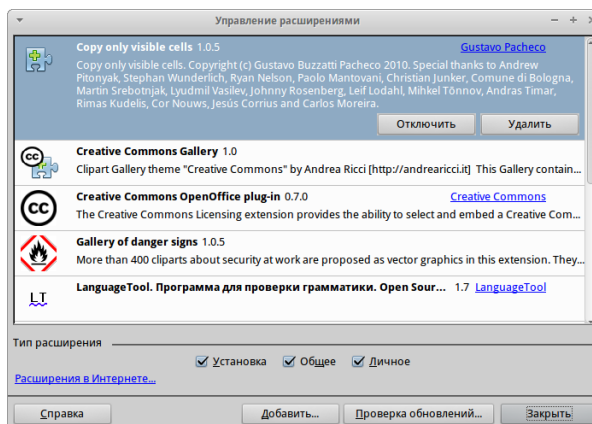 Управление расширениями
Copy only visible cells 1.0.5 Gustavo Pacheco
Copy only visible cells. Copyright (c) Gustavo Buzzatti Pacheco 2010. Special thanks to Andrew
Pitonyak, Stephan Wunderlich, Ryan Nelson, Paolo Mantovani, Christian Junker, Comune di Bologna,
Martin Srebotnjak, Lyudmil Vasilev, Johnny Rosenberg, Leif Lodahl, Mihkel Tõnnov, Andras Timar,
Rimas Kudelis, Cor Nouws, Jesús Corrius and Carlos Moreira.
Отключить Удалить
Creative Commons Gallery 1.0
Clipart Gallery theme "Creative Commons" by Andrea Ricci [http://andrearicci.it] This Gallery contain...
Creative Commons OpenOffice plug-in 0.7.0 Creative Commons
The Creative Commons Licensing extension provides the ability to select and embed a Creative Com...
Gallery of danger signs 1.0.5
More than 400 cliparts about security at work are proposed as vector graphics in this extension. They...
LanguageTool. Программа для проверки грамматики. Open Sour... 1.7 LanguageTool
Тип расширения
Установка Общее Личное
Расширения в Интернете...
Справка Добавить... Проверка обновлений... Закрыть